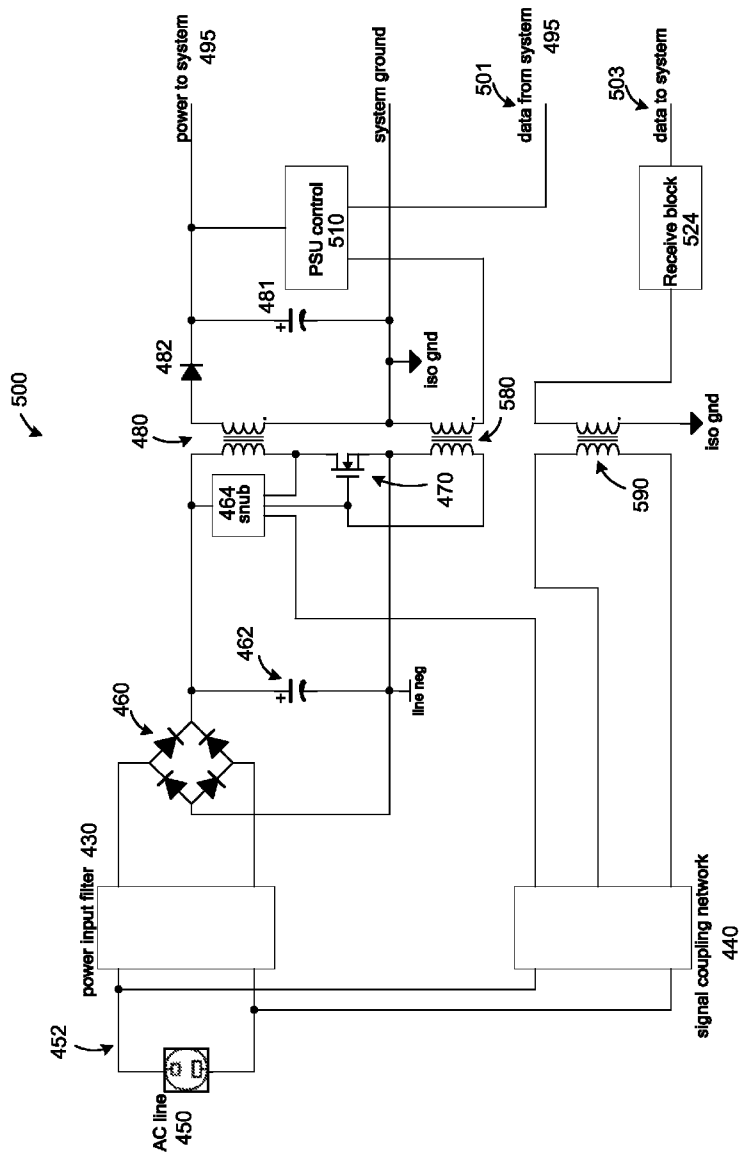 500
power to system
495
system ground
501
data from system
495
503
data to system
PSU control
510
Receive block
524
482
481
+
iso gnd
480
580
464
snub
470
590
iso gnd
460
462
+
line neg
power input filter 430
signal coupling network
440
452
AC line
450